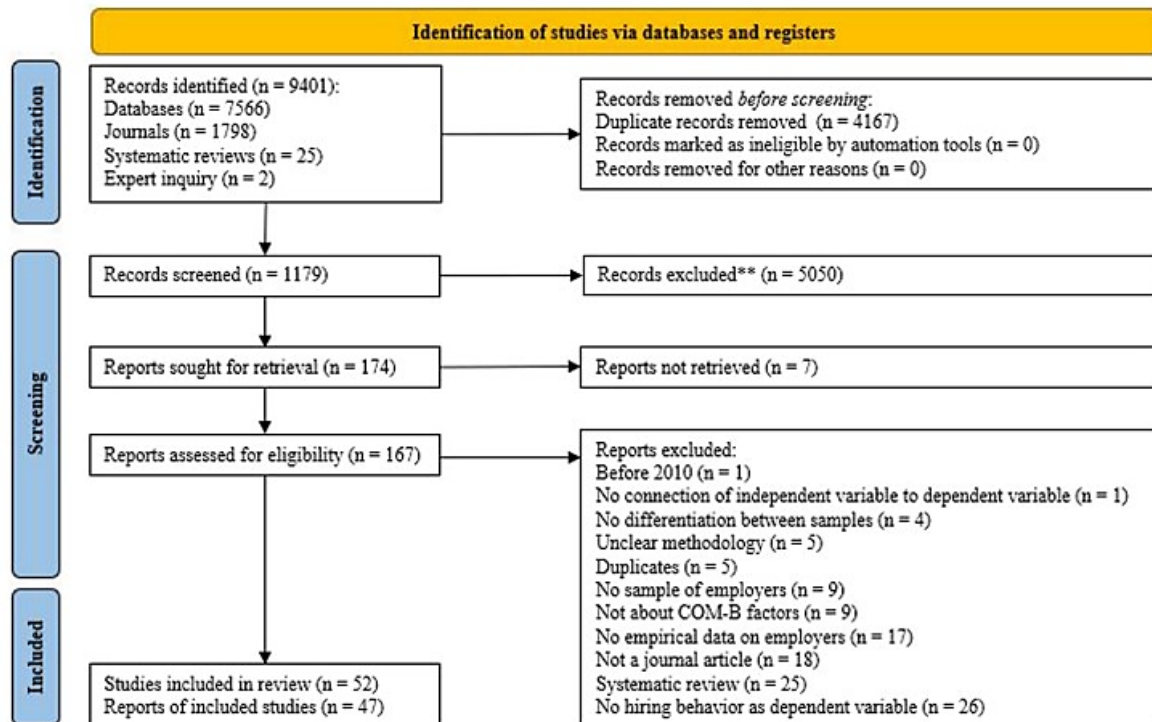 Identification of studies via databases and registers
Identification
Records identified (n = 9401):
Databases (n = 7566)
Journals (n = 1798)
Systematic reviews (n = 25)
Expert inquiry (n = 2)
Records removed before screening:
Duplicate records removed (n = 4167)
Records marked as ineligible by automation tools (n = 0)
Records removed for other reasons (n = 0)
Screening
Records screened (n = 1179)
Records excluded** (n = 5050)
Reports sought for retrieval (n = 174)
Reports not retrieved (n = 7)
Reports assessed for eligibility (n = 167)
Reports excluded:
Before 2010 (n = 1)
No connection of independent variable to dependent variable (n = 1)
No differentiation between samples (n = 4)
Unclear methodology (n = 5)
Duplicates (n = 5)
No sample of employers (n = 9)
Not about COM-B factors (n = 9)
No empirical data on employers (n = 17)
Not a journal article (n = 18)
Systematic review (n = 25)
No hiring behavior as dependent variable (n = 26)
Included
Studies included in review (n = 52)
Reports of included studies (n = 47)